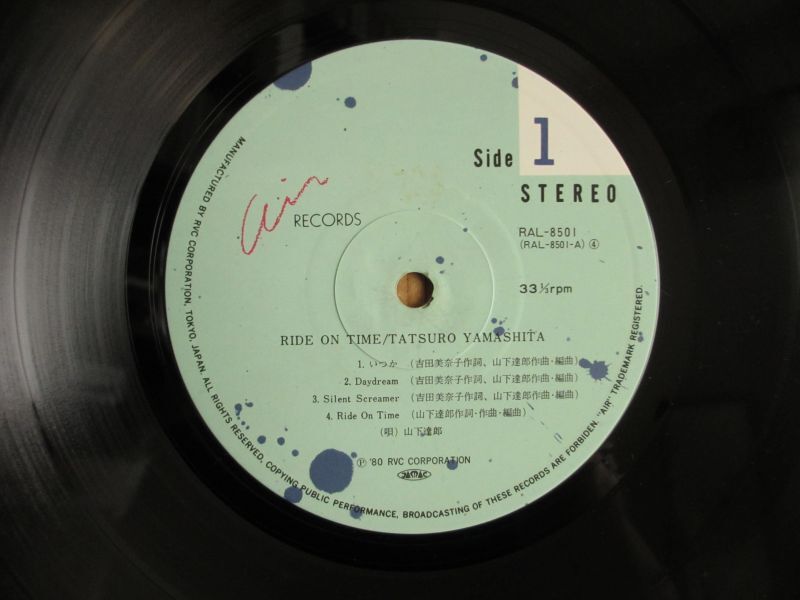 Side 1
STEREO
Air RECORDS
RAL-8501
(RAL-8501-A) ④
33 ⅓rpm
RIDE ON TIME/TATSURO YAMASHITA
1. いつか (吉田美奈子作詞、山下達郎作曲・編曲)
2. Daydream (吉田美奈子作詞、山下達郎作曲・編曲)
3. Silent Screamer (吉田美奈子作詞、山下達郎作曲・編曲)
4. Ride On Time (山下達郎作詞・作曲・編曲)
(唄) 山下達郎
Ⓟ '80 RVC CORPORATION
JASRAC
MANUFACTURED BY RVC CORPORATION, TOKYO, JAPAN. ALL RIGHTS RESERVED. COPYING PUBLIC PERFORMANCE, BROADCASTING OF THESE RECORDS ARE FORBIDEN. "AIR" TRADEMARK REGISTERED.